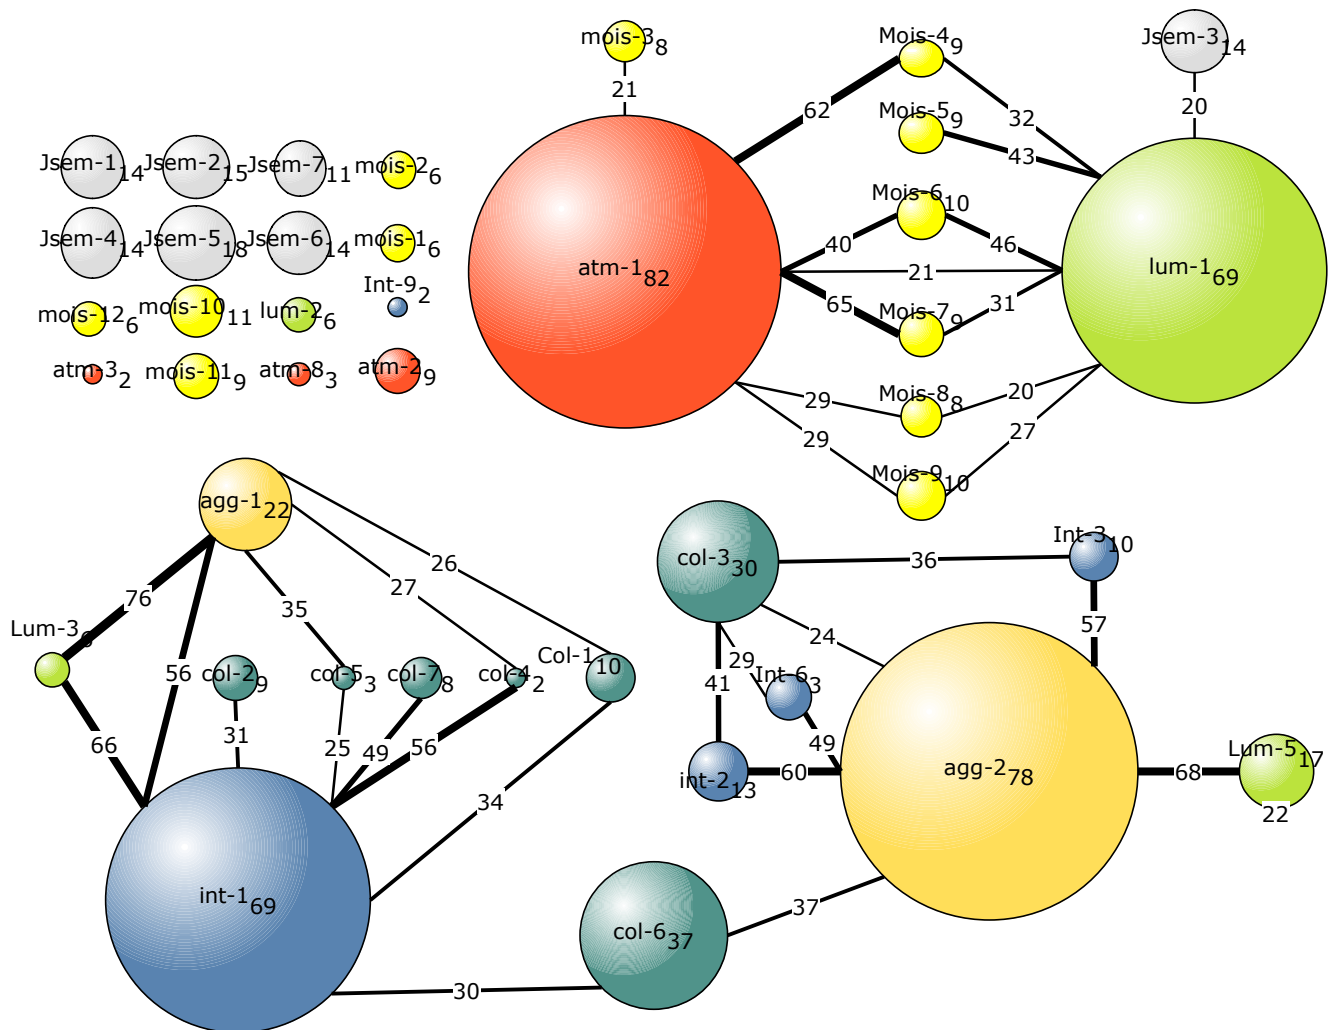 mois-3 8
Mois-4 9
Jsem-3 14
21
62
32
20
Mois-5 9
43
Jsem-1 14
Jsem-2 15
Jsem-7 11
mois-2 6
Mois-6 10
40
46
Jsem-4 14
Jsem-5 18
Jsem-6 14
mois-1 6
atm-1 82
21
lum-1 69
mois-12 6
mois-10 11
lum-2 6
Int-9 2
65
Mois-7 9
31
atm-3 2
mois-11 9
atm-8 3
atm-2 9
29
Mois-8 8
20
29
27
Mois-9 10
agg-1 22
26
27
76
35
col-3 30
36
Int-3 10
57
24
Lum-3 6
56
col-2 9
col-5 3
col-7 8
col-4 2
Col-1 10
29
41
Int-6 3
66
31
25
49
56
49
int-2 13
60
agg-2 78
68
Lum-5 17
22
34
int-1 69
col-6 37
37
30